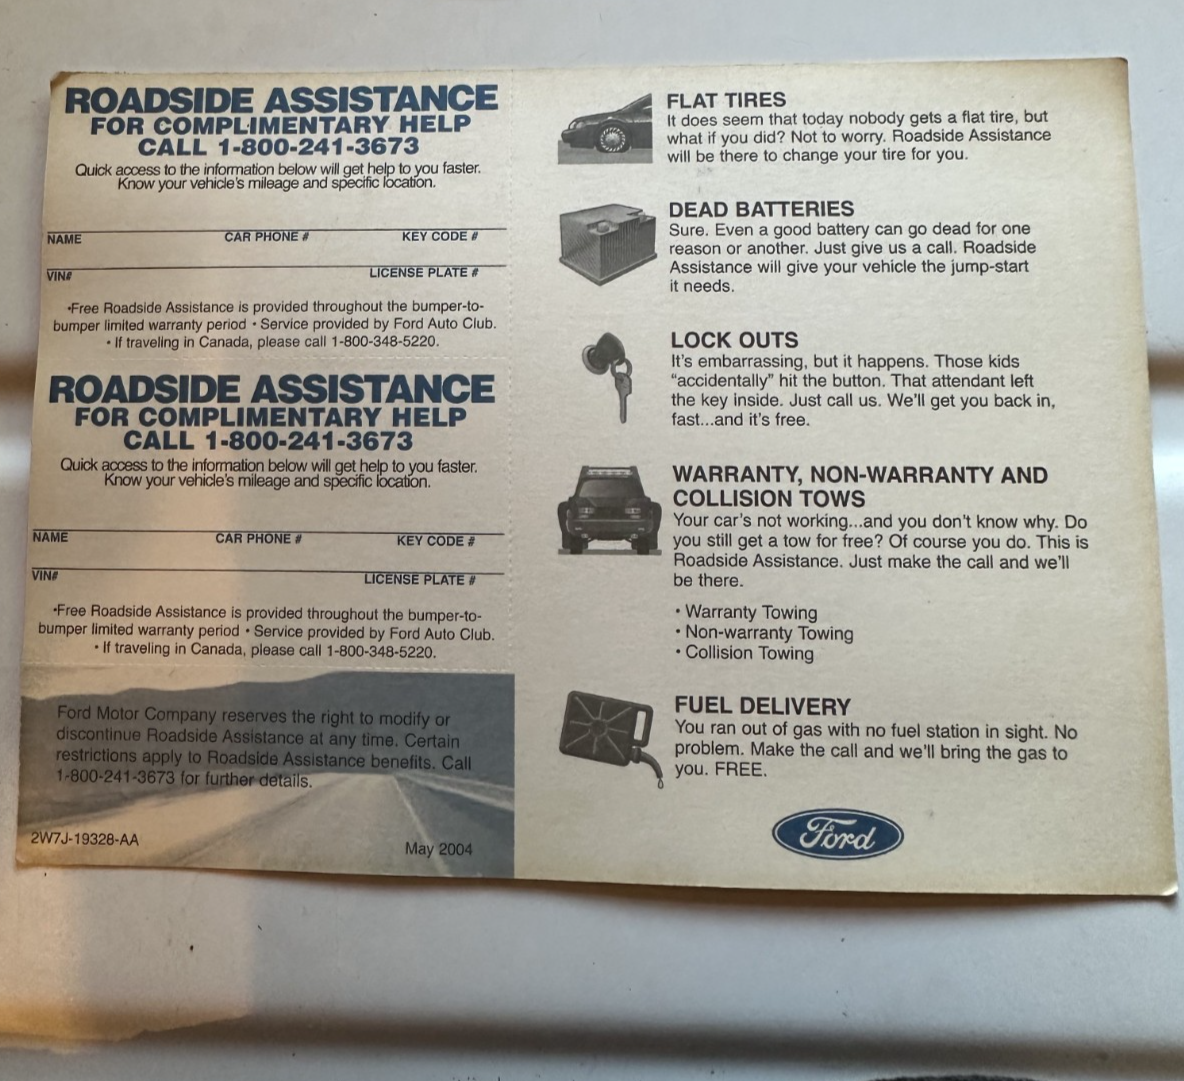 ROADSIDE ASSISTANCE
FOR COMPLIMENTARY HELP
CALL 1-800-241-3673
Quick access to the information below will get help to you faster.
Know your vehicle's mileage and specific location.
NAME CAR PHONE # KEY CODE #
VIN# LICENSE PLATE #
•Free Roadside Assistance is provided throughout the bumper-to-
bumper limited warranty period • Service provided by Ford Auto Club.
• If traveling in Canada, please call 1-800-348-5220.
ROADSIDE ASSISTANCE
FOR COMPLIMENTARY HELP
CALL 1-800-241-3673
Quick access to the information below will get help to you faster.
Know your vehicle's mileage and specific location.
NAME CAR PHONE # KEY CODE #
VIN# LICENSE PLATE #
•Free Roadside Assistance is provided throughout the bumper-to-
bumper limited warranty period • Service provided by Ford Auto Club.
• If traveling in Canada, please call 1-800-348-5220.
Ford Motor Company reserves the right to modify or
discontinue Roadside Assistance at any time. Certain
restrictions apply to Roadside Assistance benefits. Call
1-800-241-3673 for further details.
2W7J-19328-AA May 2004
FLAT TIRES
It does seem that today nobody gets a flat tire, but
what if you did? Not to worry. Roadside Assistance
will be there to change your tire for you.
DEAD BATTERIES
Sure. Even a good battery can go dead for one
reason or another. Just give us a call. Roadside
Assistance will give your vehicle the jump-start
it needs.
LOCK OUTS
It's embarrassing, but it happens. Those kids
“accidentally” hit the button. That attendant left
the key inside. Just call us. We'll get you back in,
fast...and it's free.
WARRANTY, NON-WARRANTY AND
COLLISION TOWS
Your car's not working...and you don't know why. Do
you still get a tow for free? Of course you do. This is
Roadside Assistance. Just make the call and we'll
be there.
• Warranty Towing
• Non-warranty Towing
• Collision Towing
FUEL DELIVERY
You ran out of gas with no fuel station in sight. No
problem. Make the call and we'll bring the gas to
you. FREE.
Ford